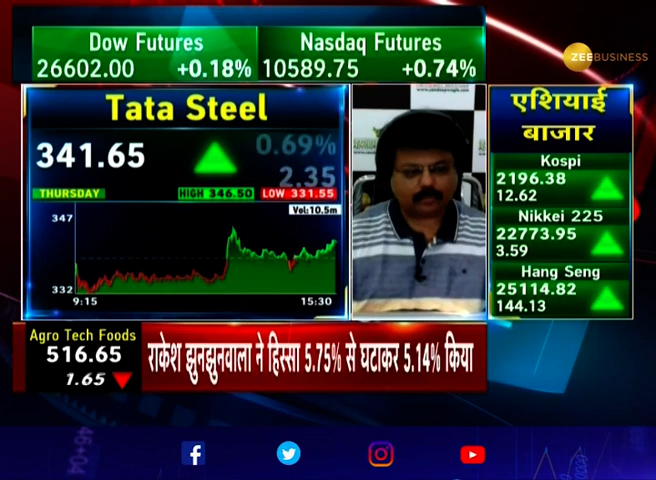 Dow Futures
26602.00 +0.18%
Nasdaq Futures
10589.75 +0.74%
ZEE BUSINESS
Tata Steel
341.65
0.69%
2.35
THURSDAY HIGH 346.50 LOW 331.55
Vol:10.5m
347
332
9:15 15:30
एशियाई
बाजार
Kospi
2196.38
12.62
Nikkei 225
22773.95
3.59
Hang Seng
25114.82
144.13
Agro Tech Foods
516.65
1.65
राकेश झुनझुनवाला ने हिस्सा 5.75% से घटाकर 5.14% किया
46+04